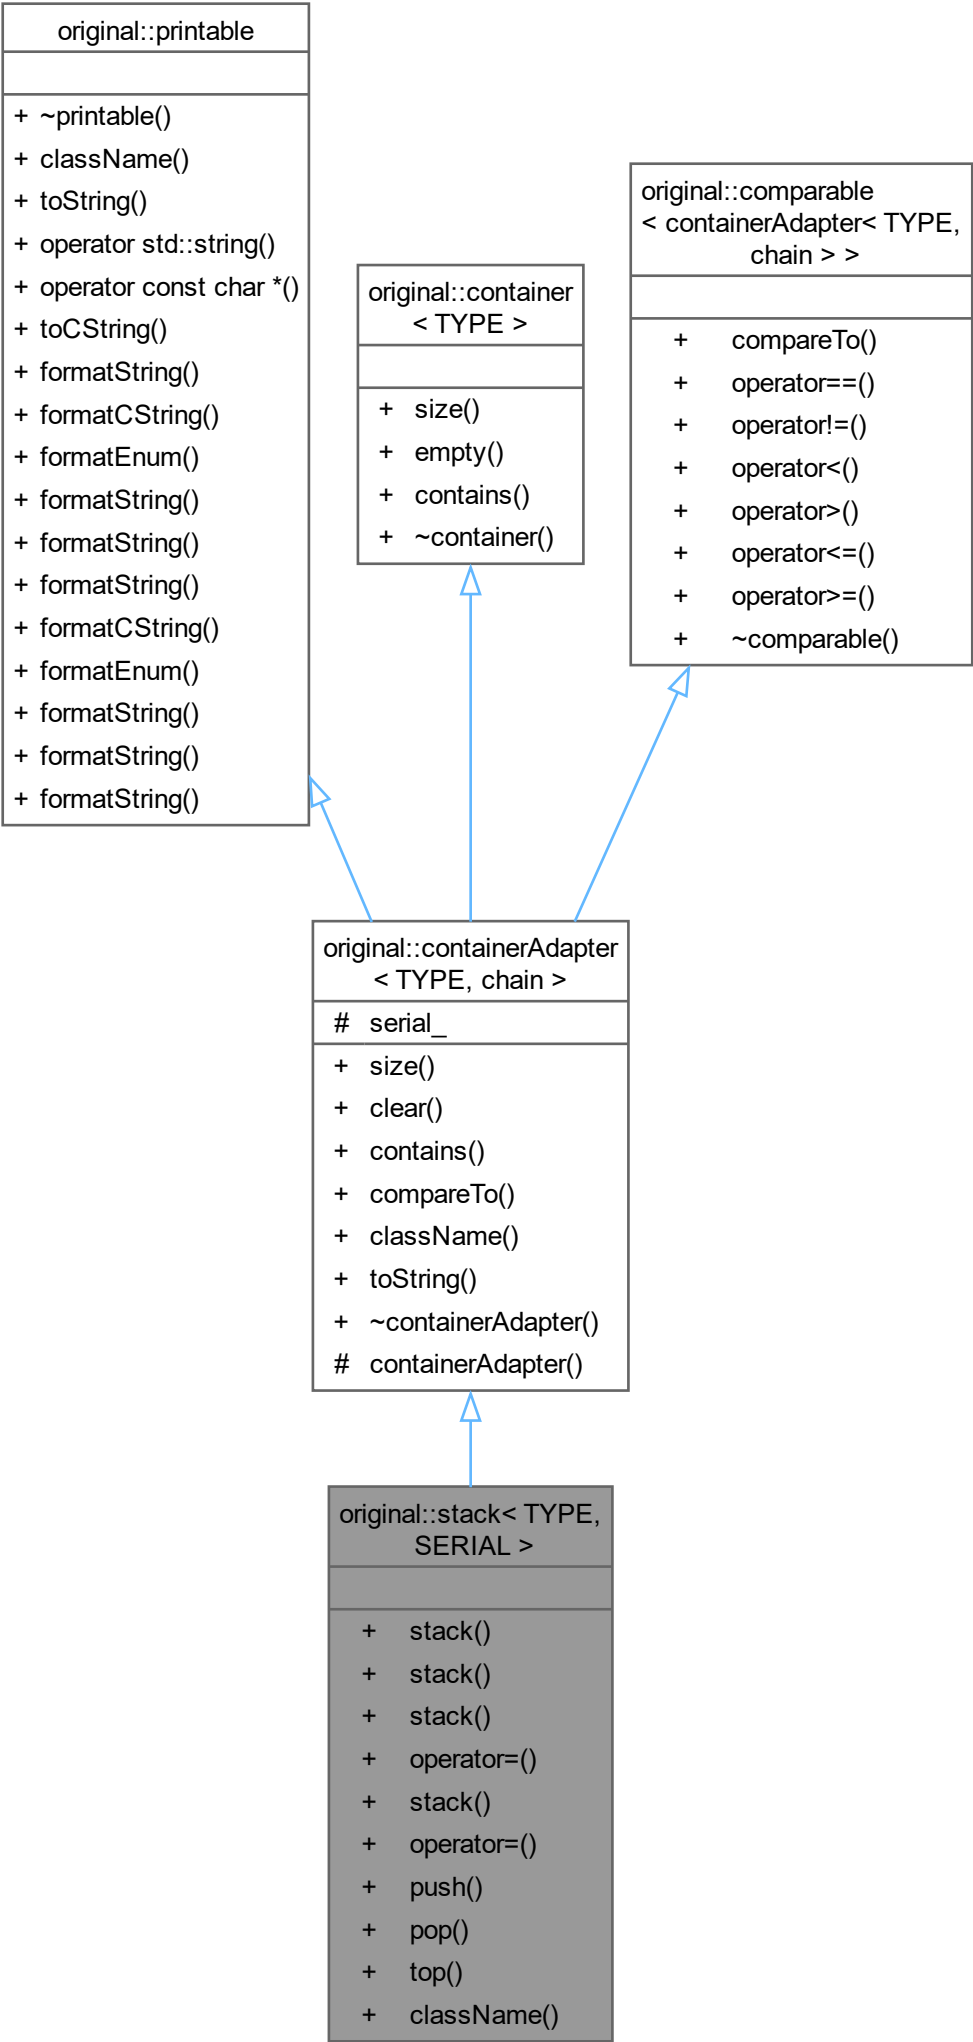 original::printable
+ ~printable()
+ className()
+ toString()
+ operator std::string()
+ operator const char *()
+ toCString()
+ formatString()
+ formatCString()
+ formatEnum()
+ formatString()
+ formatString()
+ formatString()
+ formatCString()
+ formatEnum()
+ formatString()
+ formatString()
+ formatString()
original::container
< TYPE >
+ size()
+ empty()
+ contains()
+ ~container()
original::comparable
< containerAdapter< TYPE,
chain > >
+ compareTo()
+ operator==()
+ operator!=()
+ operator<()
+ operator>()
+ operator<=()
+ operator>=()
+ ~comparable()
original::containerAdapter
< TYPE, chain >
# serial_
+ size()
+ clear()
+ contains()
+ compareTo()
+ className()
+ toString()
+ ~containerAdapter()
# containerAdapter()
original::stack< TYPE,
SERIAL >
+ stack()
+ stack()
+ stack()
+ operator=()
+ stack()
+ operator=()
+ push()
+ pop()
+ top()
+ className()